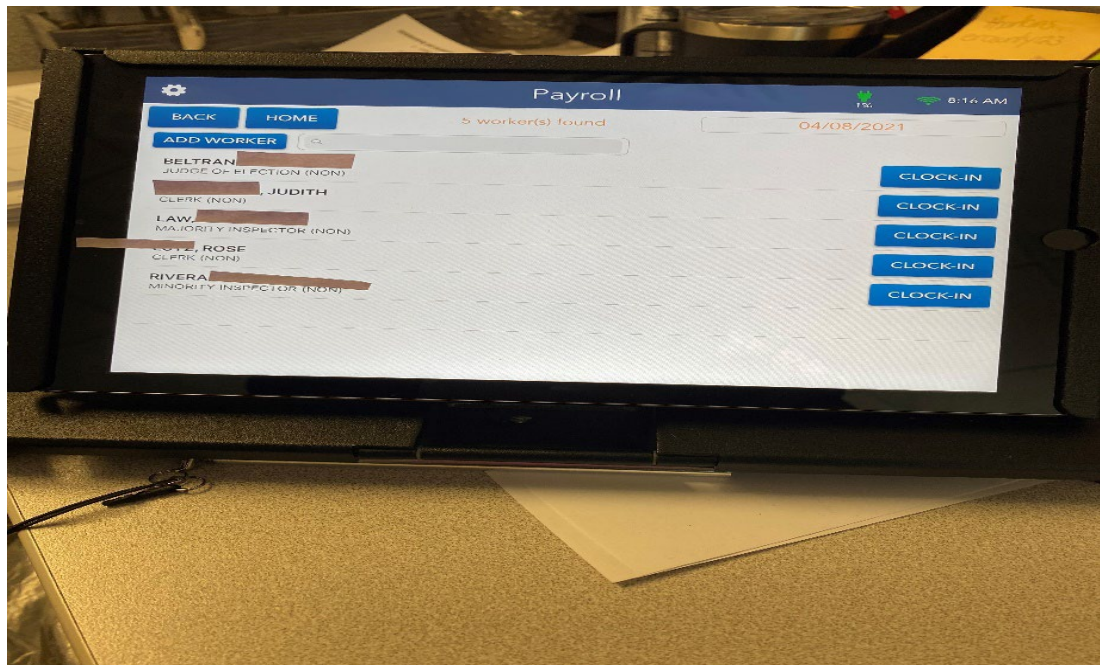 Payroll
1% 8:16 AM
BACK HOME 5 worker(s) found 04/08/2021
ADD WORKER
BELTRAN
JUDGE OF ELECTION (NON) CLOCK-IN
, JUDITH
CLERK (NON) CLOCK-IN
LAW,
MAJORITY INSPECTOR (NON) CLOCK-IN
, ROSE
CLERK (NON) CLOCK-IN
RIVERA
MINORITY INSPECTOR (NON) CLOCK-IN